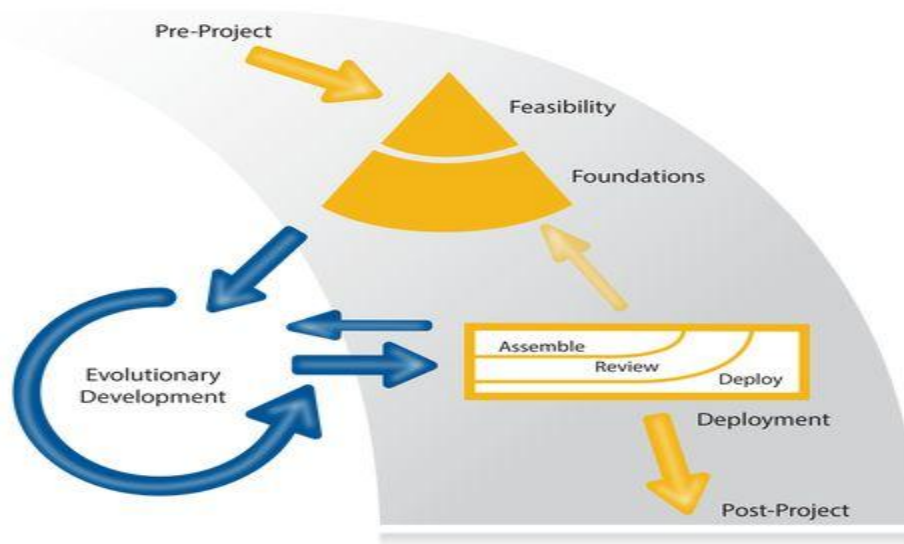 Pre-Project
Feasibility
Foundations
Evolutionary
Development
Assemble
Review
Deploy
Deployment
Post-Project